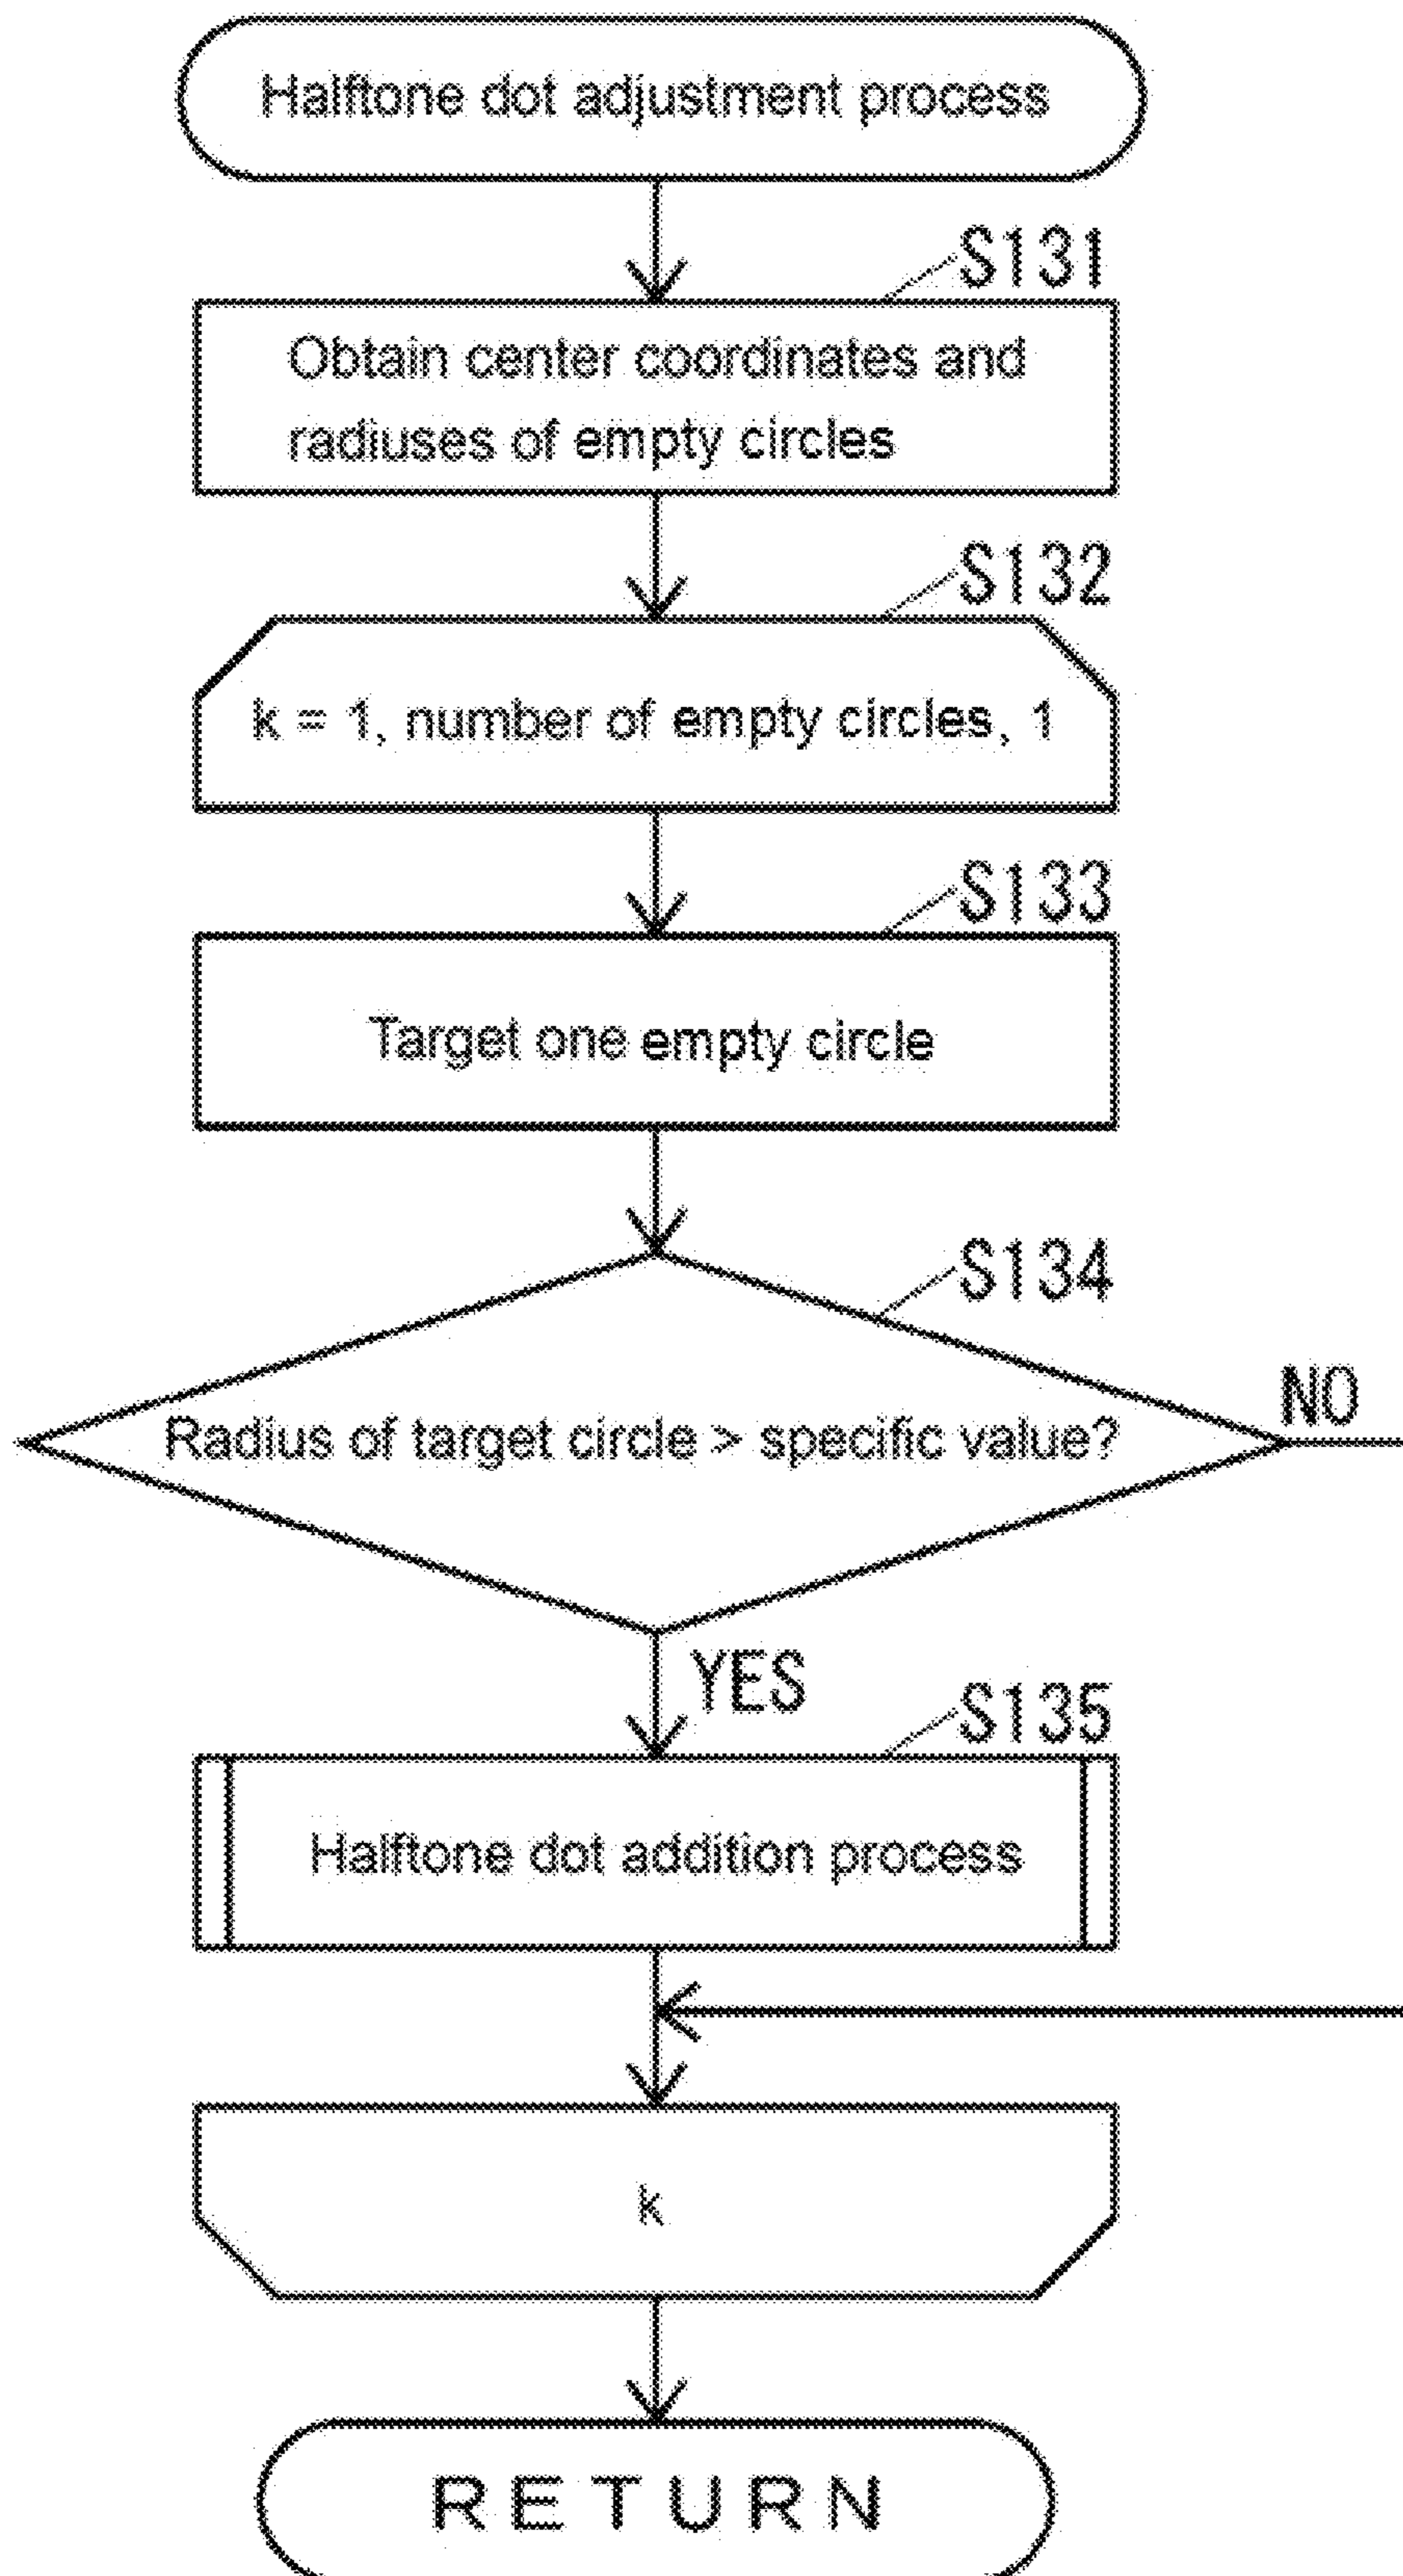 Halftone dot adjustment process
S131
Obtain center coordinates and
radiuses of empty circles
S132
k = 1, number of empty circles, 1
S133
Target one empty circle
S134
Radius of target circle > specific value?
NO
YES
S135
Halftone dot addition process
k
RETURN